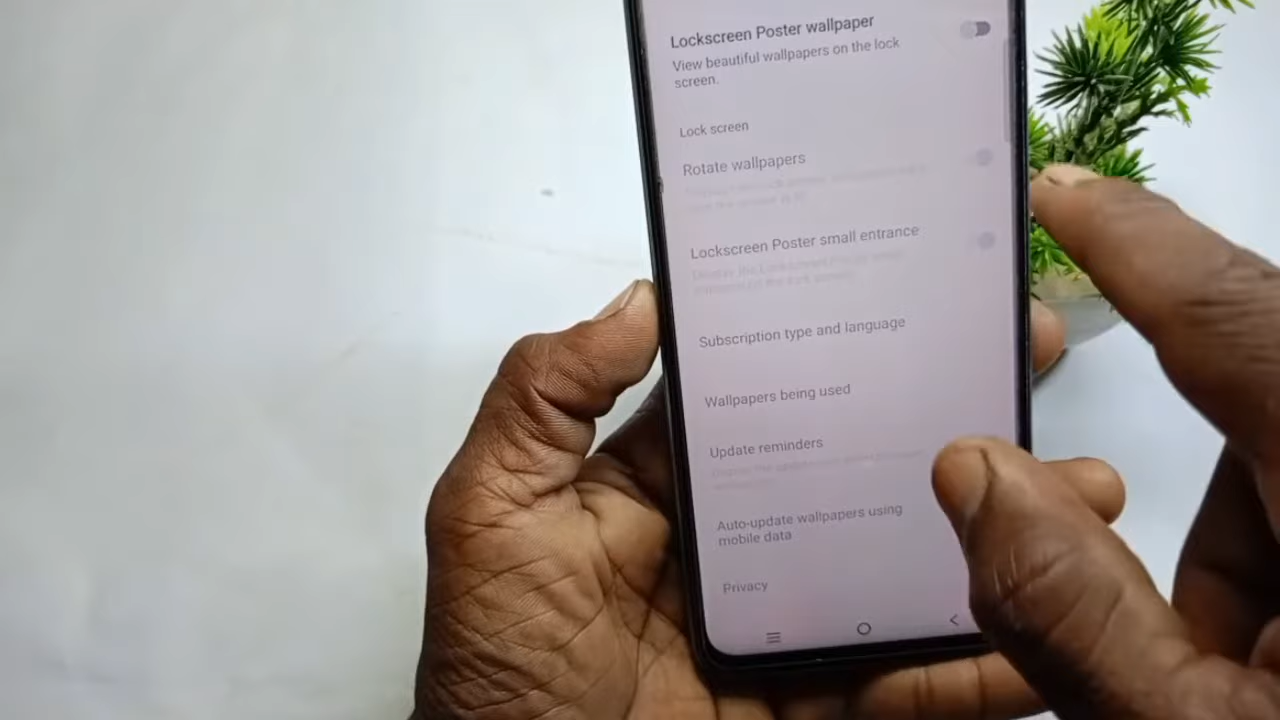 Lockscreen Poster wallpaper
View beautiful wallpapers on the lock
screen.
Lock screen
Rotate wallpapers
Lockscreen Poster small entrance
Subscription type and language
Wallpapers being used
Update reminders
Auto-update wallpapers using
mobile data
Privacy